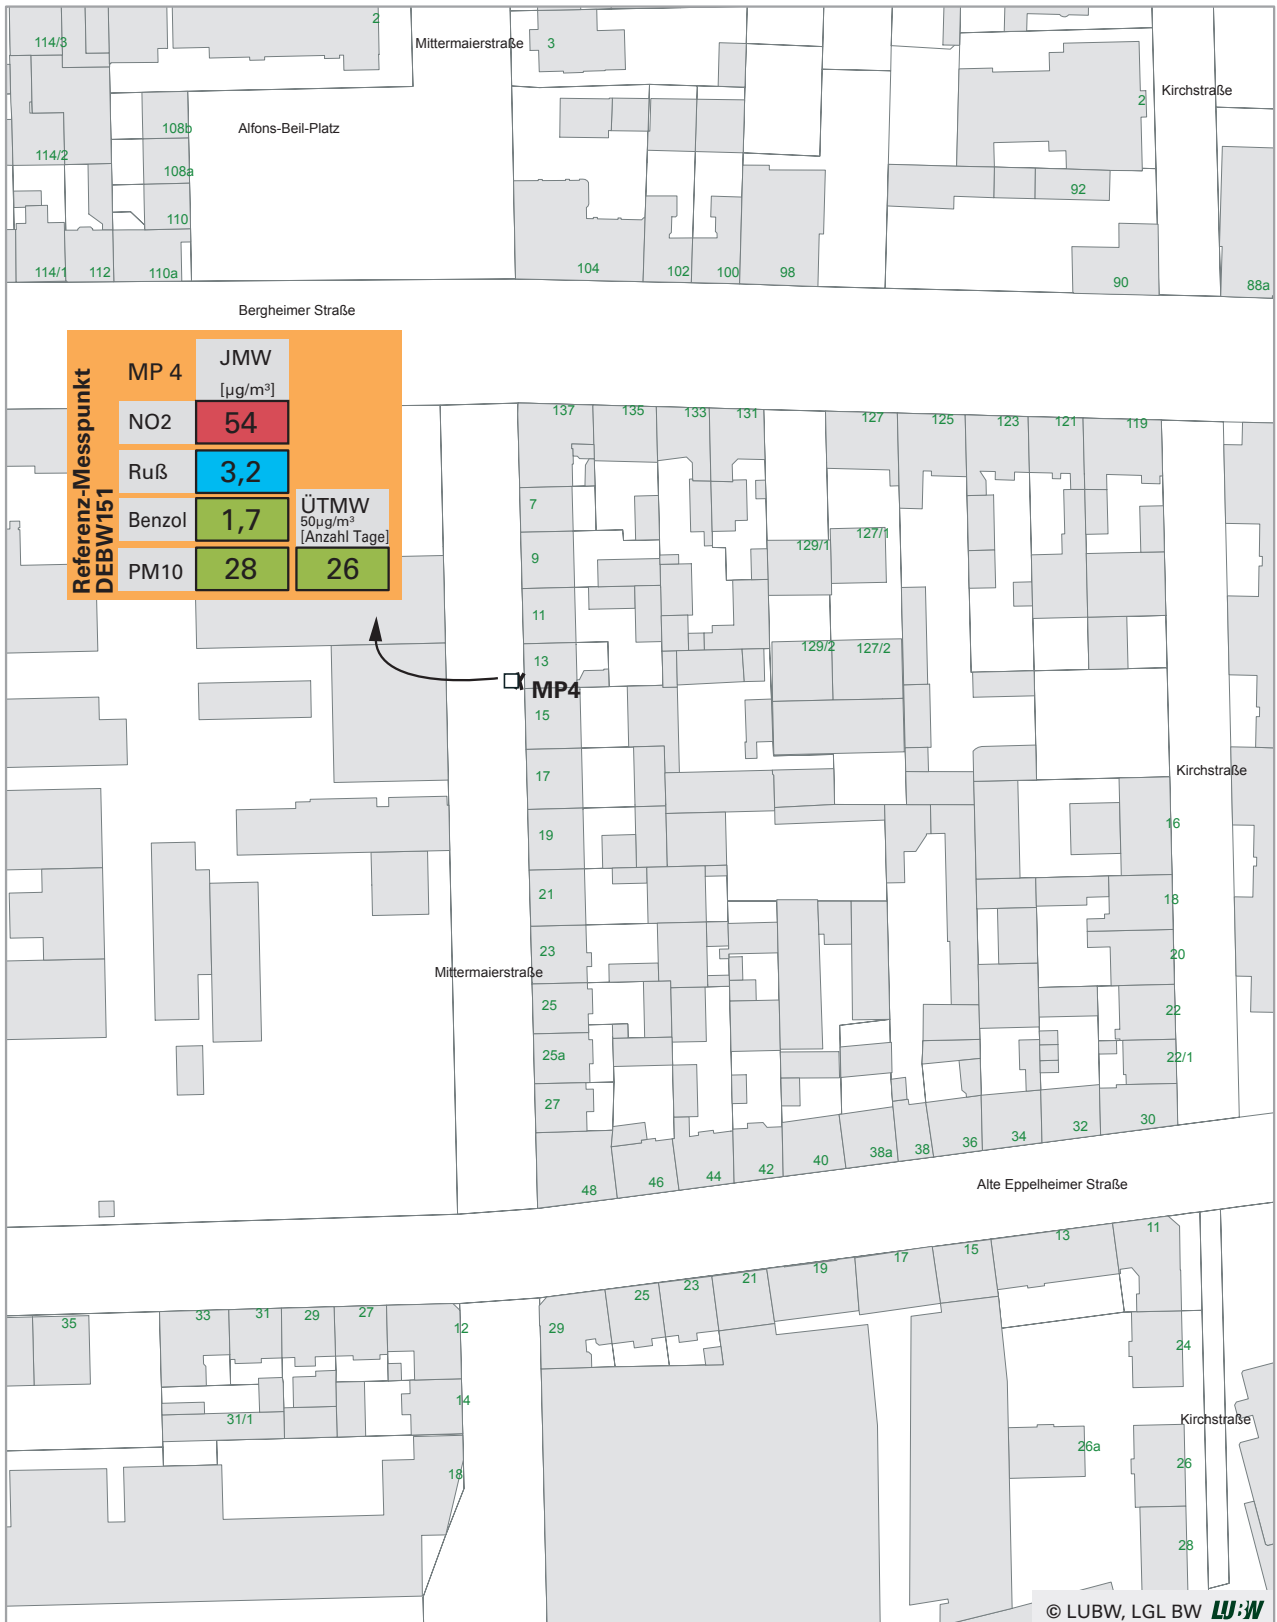 2
114/3
Mittermaierstraße
3
Kirchstraße
2
108b
Alfons-Beil-Platz
114/2
108a
92
110
114/1
112
110a
104
102
100
98
90
88a
Bergheimer Straße
Referenz-Messpunkt
DEBW151
MP 4
JMW
[µg/m³]
NO2
54
Ruß
3,2
Benzol
1,7
ÜTMW
50µg/m³
[Anzahl Tage]
PM10
28
26
137
135
133
131
127
125
123
121
119
7
9
129/1
127/1
11
13
129/2
127/2
MP4
15
17
Kirchstraße
19
16
21
18
23
20
Mittermaierstraße
25
22
25a
22/1
27
48
46
44
42
40
38a
38
36
34
32
30
Alte Eppelheimer Straße
11
13
15
17
19
21
23
25
29
35
33
31
29
27
12
24
14
31/1
Kirchstraße
26a
26
18
28
© LUBW, LGL BW LUBW